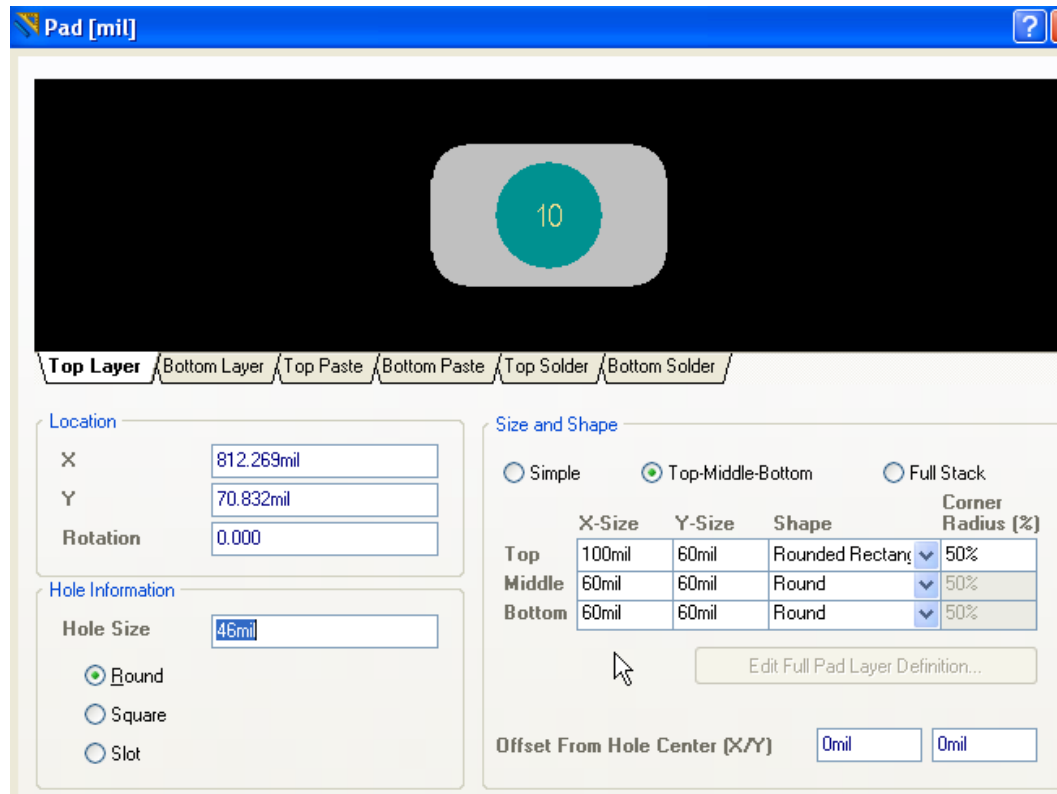 Pad [mil]
?
10
Top Layer Bottom Layer Top Paste Bottom Paste Top Solder Bottom Solder
Location
X 812.269mil
Y 70.832mil
Rotation 0.000
Hole Information
Hole Size 46mil
Round
Square
Slot
Size and Shape
Simple Top-Middle-Bottom Full Stack
X-Size Y-Size Shape Corner Radius (%)
Top 100mil 60mil Rounded Rectang 50%
Middle 60mil 60mil Round 50%
Bottom 60mil 60mil Round 50%
Edit Full Pad Layer Definition...
Offset From Hole Center (X/Y) 0mil 0mil